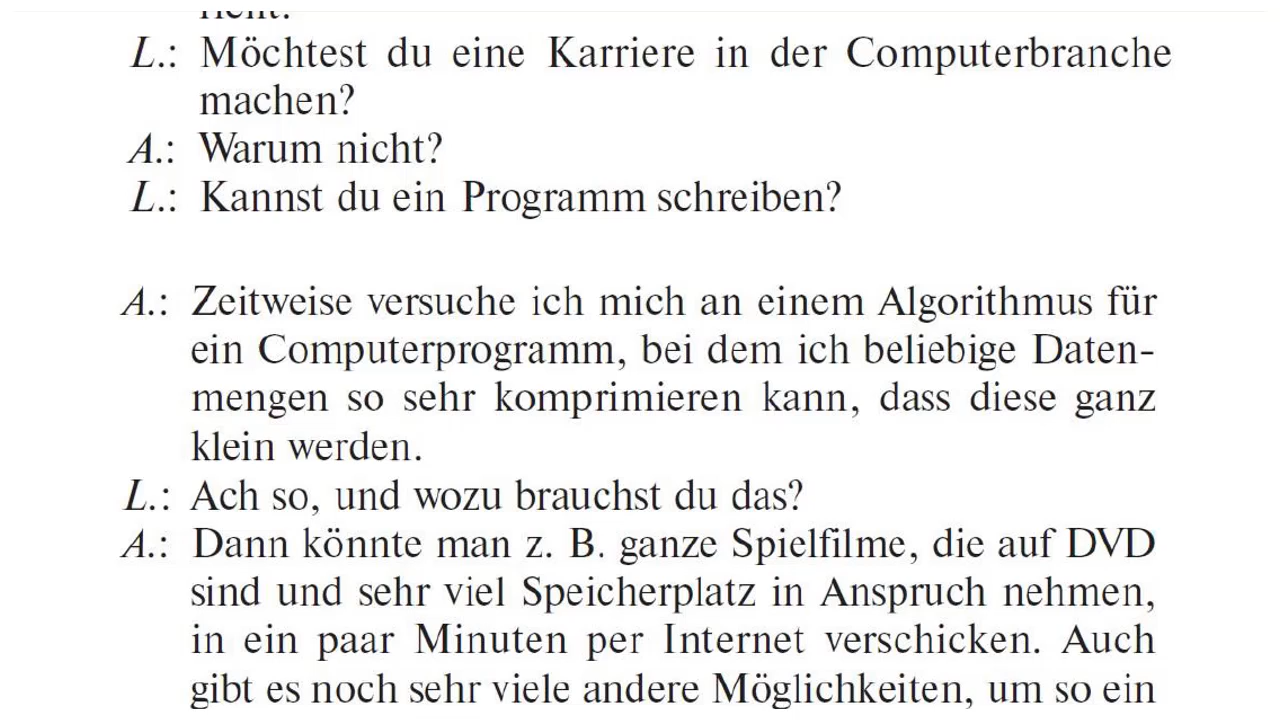 L.: Möchtest du eine Karriere in der Computerbranche
machen?
A.: Warum nicht?
L.: Kannst du ein Programm schreiben?
A.: Zeitweise versuche ich mich an einem Algorithmus für
ein Computerprogramm, bei dem ich beliebige Daten-
mengen so sehr komprimieren kann, dass diese ganz
klein werden.
L.: Ach so, und wozu brauchst du das?
A.: Dann könnte man z. B. ganze Spielfilme, die auf DVD
sind und sehr viel Speicherplatz in Anspruch nehmen,
in ein paar Minuten per Internet verschicken. Auch
gibt es noch sehr viele andere Möglichkeiten, um so ein